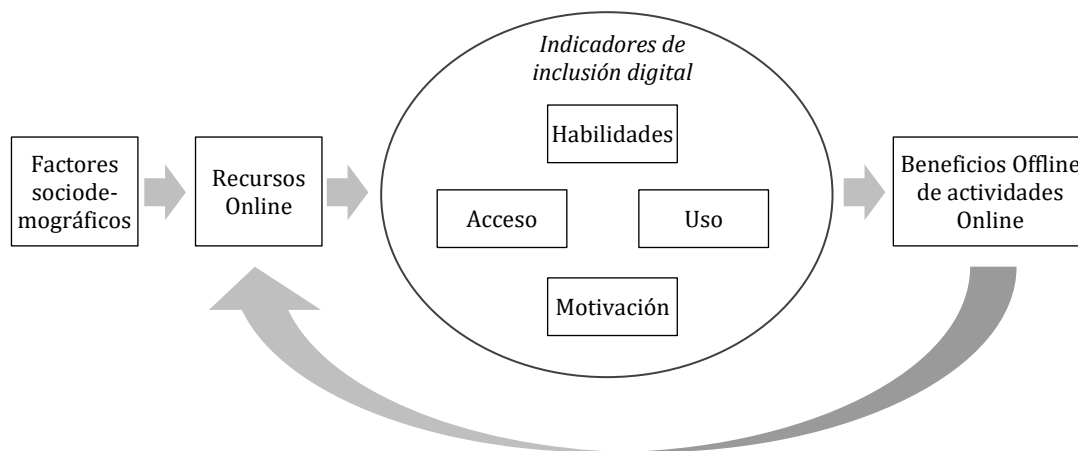 Indicadores de
inclusión digital
Habilidades
Factores
sociode-
mográficos
Recursos
Online
Acceso
Uso
Motivación
Beneficios Offline
de actividades
Online